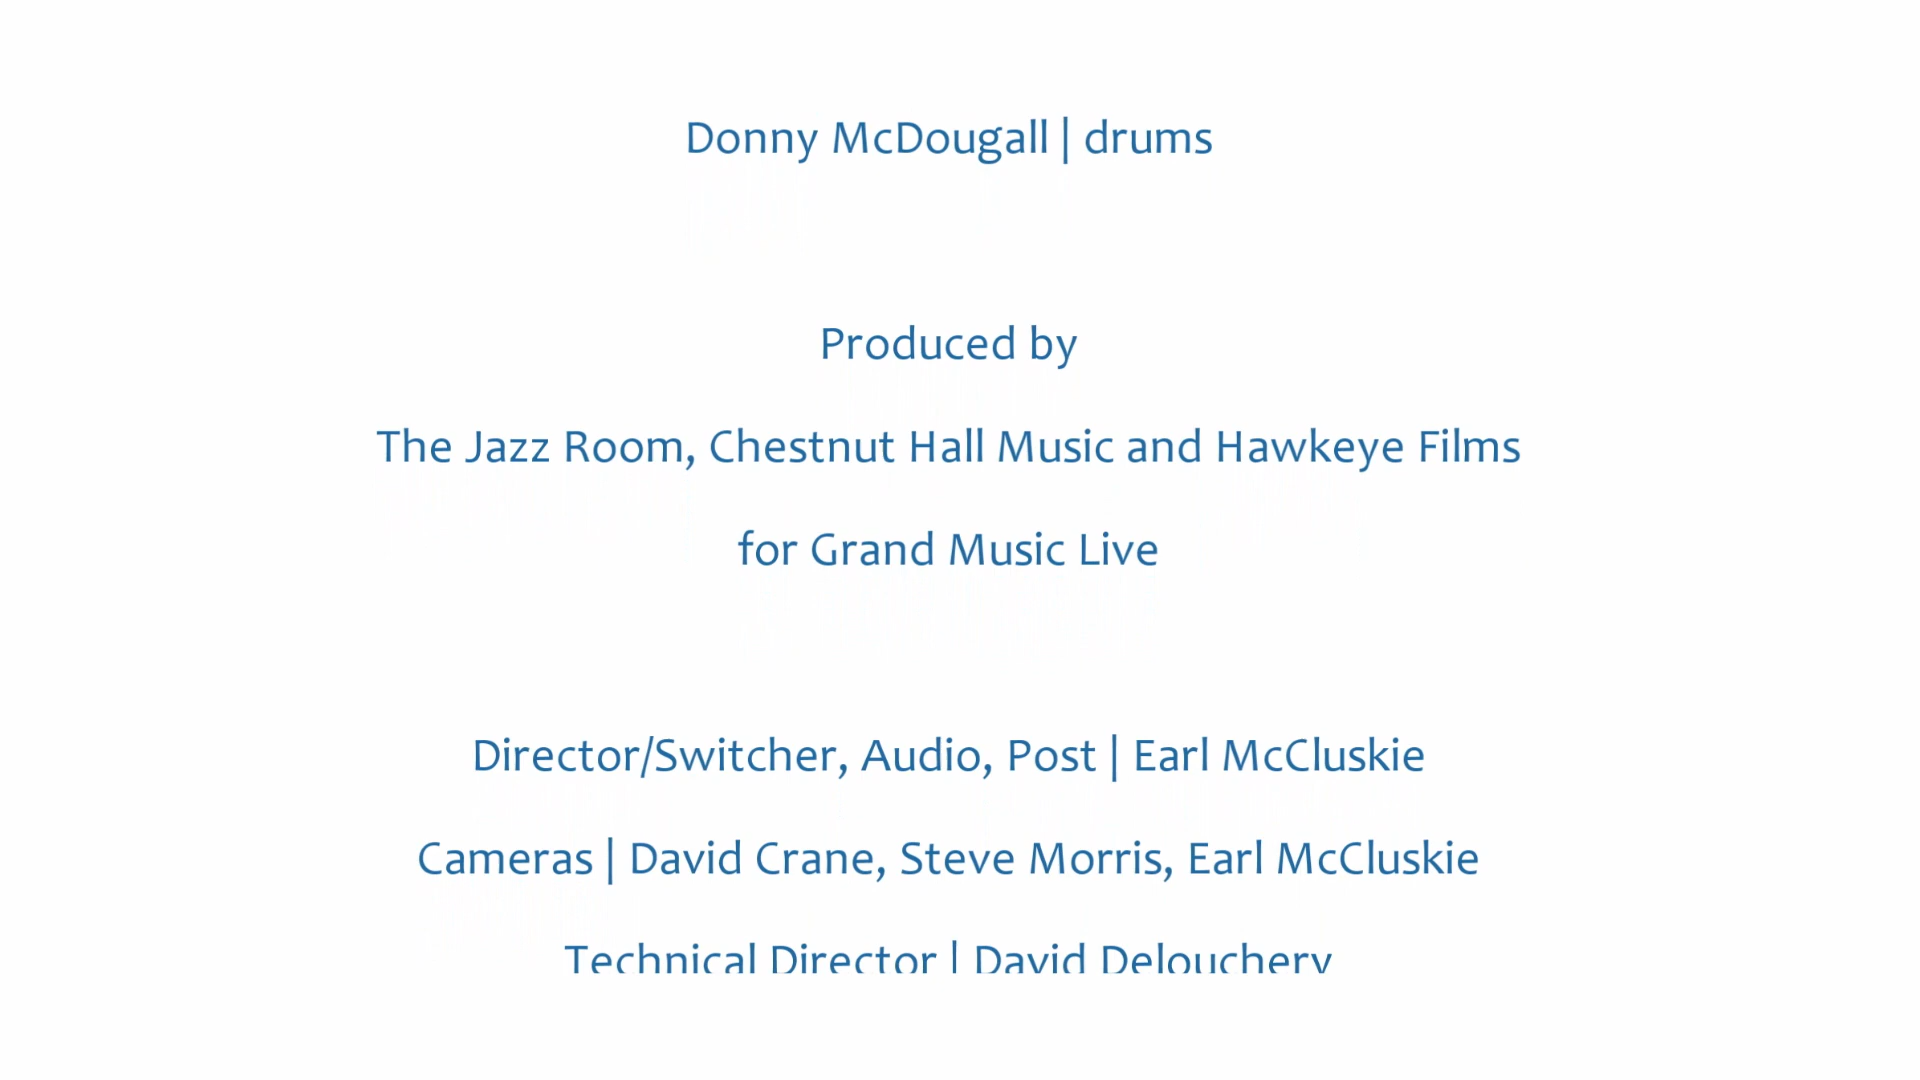 Donny McDougall | drums
Produced by
The Jazz Room, Chestnut Hall Music and Hawkeye Films
for Grand Music Live
Director/Switcher, Audio, Post | Earl McCluskie
Cameras | David Crane, Steve Morris, Earl McCluskie
Technical Director | David Delouchery